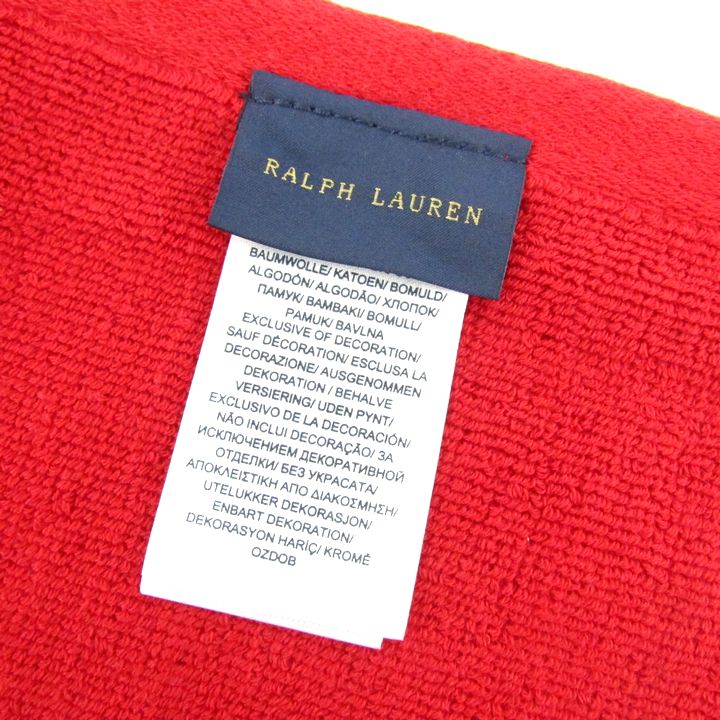 RALPH LAUREN
BAUMWOLLE/ KATOEN/ BOMULD/
ALGODÓN/ ALGODÃO/ ХЛОПОК/
ПАМУК/ BAMBAKI/ BOMULL/
PAMUK/ BAVLNA
EXCLUSIVE OF DECORATION/
SAUF DÉCORATION/ ESCLUSA LA
DECORAZIONE/ AUSGENOMMEN
DEKORATION / BEHALVE
VERSIERING/ UDEN PYNT/
EXCLUSIVO DE LA DECORACIÓN/
NÃO INCLUI DECORAÇÃO/ ЗА
ИСКЛЮЧЕНИЕМ ДЕКОРАТИВНОЙ
ОТДЕЛКИ/ БЕЗ УКРАСАТА/
ΑΠΟΚΛΕΙΣΤΙΚΗ ΑΠΟ ΔΙΑΚΟΣΜΗΣΗ/
UTELUKKER DEKORASJON/
ENBART DEKORATION/
DEKORASYON HARİÇ/ KROMĚ
OZDOB